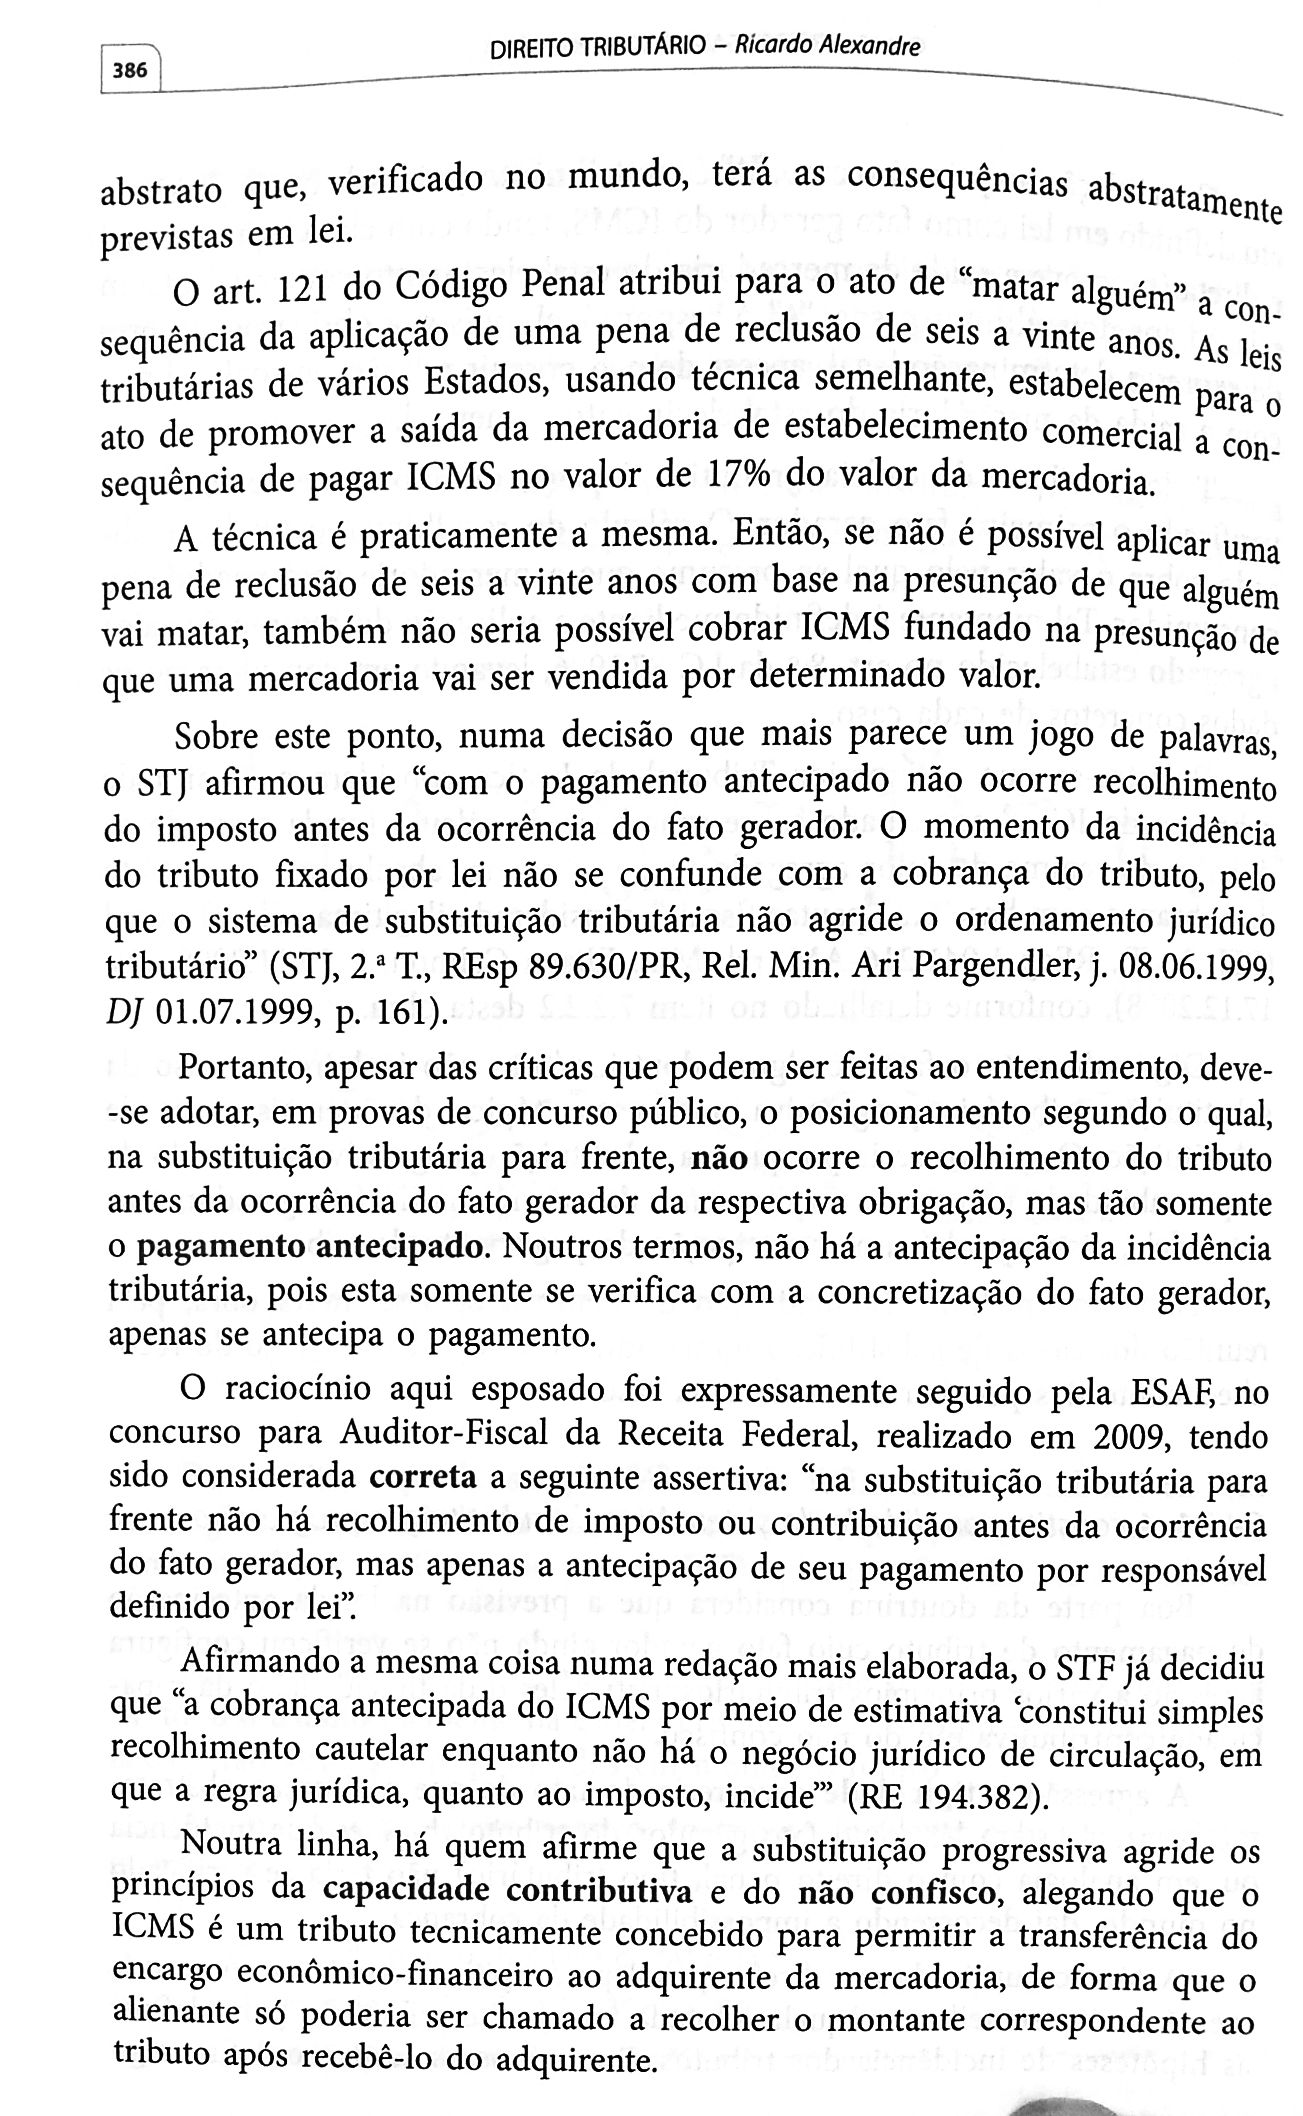 386
DIREITO TRIBUTÁRIO – Ricardo Alexandre
abstrato que, verificado no mundo, terá as consequências abstratamente
previstas em lei.
O art. 121 do Código Penal atribui para o ato de “matar alguém” a con-
sequência da aplicação de uma pena de reclusão de seis a vinte anos. As leis
tributárias de vários Estados, usando técnica semelhante, estabelecem para o
ato de promover a saída da mercadoria de estabelecimento comercial a con-
sequência de pagar ICMS no valor de 17% do valor da mercadoria.
A técnica é praticamente a mesma. Então, se não é possível aplicar uma
pena de reclusão de seis a vinte anos com base na presunção de que alguém
vai matar, também não seria possível cobrar ICMS fundado na presunção de
que uma mercadoria vai ser vendida por determinado valor.
Sobre este ponto, numa decisão que mais parece um jogo de palavras,
o STJ afirmou que “com o pagamento antecipado não ocorre recolhimento
do imposto antes da ocorrência do fato gerador. O momento da incidência
do tributo fixado por lei não se confunde com a cobrança do tributo, pelo
que o sistema de substituição tributária não agride o ordenamento jurídico
tributário” (STJ, 2.ª T., REsp 89.630/PR, Rel. Min. Ari Pargendler, j. 08.06.1999,
DJ 01.07.1999, p. 161).
Portanto, apesar das críticas que podem ser feitas ao entendimento, deve-
-se adotar, em provas de concurso público, o posicionamento segundo o qual,
na substituição tributária para frente, não ocorre o recolhimento do tributo
antes da ocorrência do fato gerador da respectiva obrigação, mas tão somente
o pagamento antecipado. Noutros termos, não há a antecipação da incidência
tributária, pois esta somente se verifica com a concretização do fato gerador,
apenas se antecipa o pagamento.
O raciocínio aqui esposado foi expressamente seguido pela ESAF, no
concurso para Auditor-Fiscal da Receita Federal, realizado em 2009, tendo
sido considerada correta a seguinte assertiva: “na substituição tributária para
frente não há recolhimento de imposto ou contribuição antes da ocorrência
do fato gerador, mas apenas a antecipação de seu pagamento por responsável
definido por lei”.
Afirmando a mesma coisa numa redação mais elaborada, o STF já decidiu
que “a cobrança antecipada do ICMS por meio de estimativa ‘constitui simples
recolhimento cautelar enquanto não há o negócio jurídico de circulação, em
que a regra jurídica, quanto ao imposto, incide’” (RE 194.382).
Noutra linha, há quem afirme que a substituição progressiva agride os
princípios da capacidade contributiva e do não confisco, alegando que o
ICMS é um tributo tecnicamente concebido para permitir a transferência do
encargo econômico-financeiro ao adquirente da mercadoria, de forma que o
alienante só poderia ser chamado a recolher o montante correspondente ao
tributo após recebê-lo do adquirente.